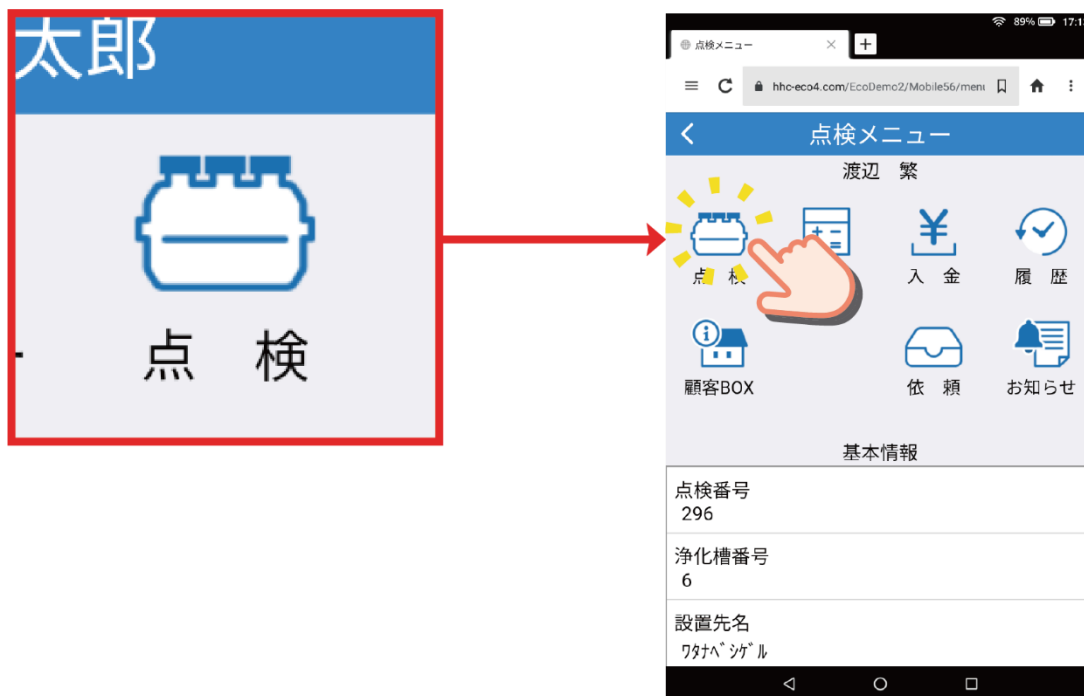 太郎
点 検
89% 17:1
点検メニュー
hhc-eco4.com/EcoDemo2/Mobile56/menu
点検メニュー
渡辺 繁
点 検
入 金
履 歴
顧客BOX
依 頼
お知らせ
基本情報
点検番号
296
浄化槽番号
6
設置先名
ワタナベシゲル